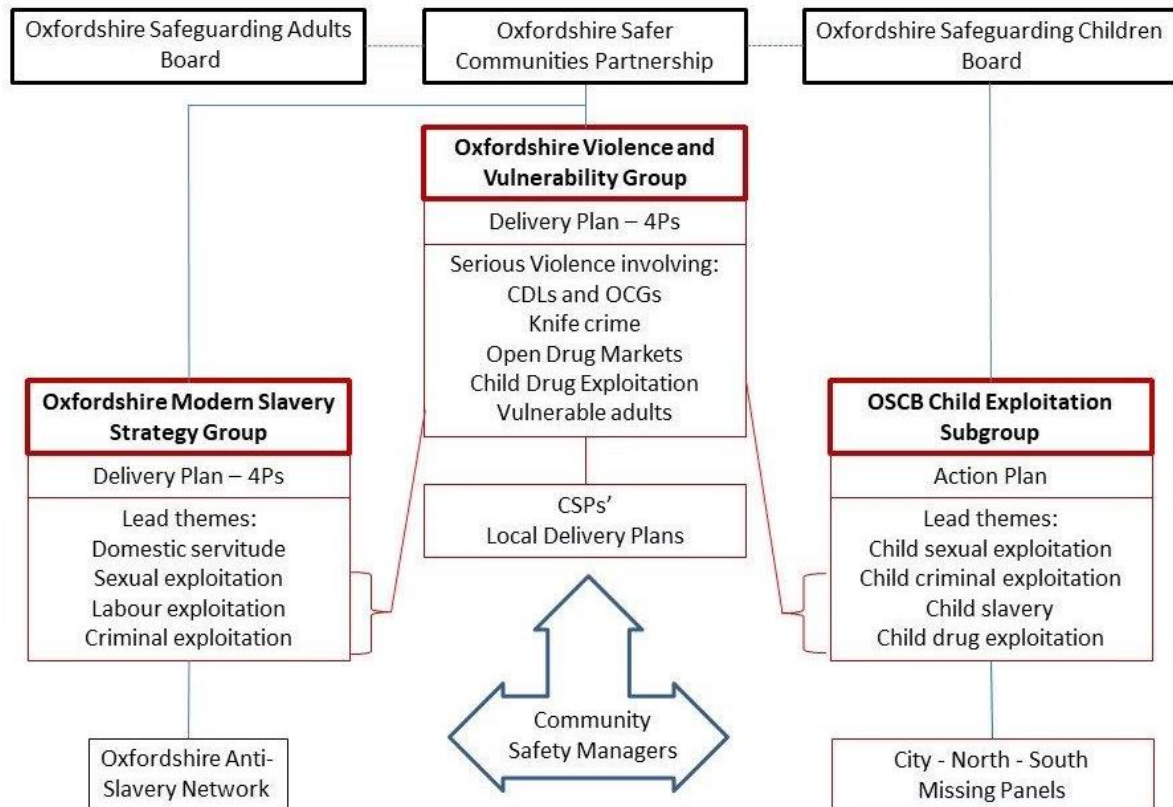 Oxfordshire Safeguarding Adults
Board
Oxfordshire Safer
Communities Partnership
Oxfordshire Safeguarding Children
Board
Oxfordshire Violence and
Vulnerability Group
Delivery Plan – 4Ps
Serious Violence involving:
CDLs and OCGs
Knife crime
Open Drug Markets
Child Drug Exploitation
Vulnerable adults
Oxfordshire Modern Slavery
Strategy Group
Delivery Plan – 4Ps
Lead themes:
Domestic servitude
Sexual exploitation
Labour exploitation
Criminal exploitation
OSCB Child Exploitation
Subgroup
Action Plan
Lead themes:
Child sexual exploitation
Child criminal exploitation
Child slavery
Child drug exploitation
CSPs’
Local Delivery Plans
Community
Safety Managers
Oxfordshire Anti-
Slavery Network
City - North - South
Missing Panels